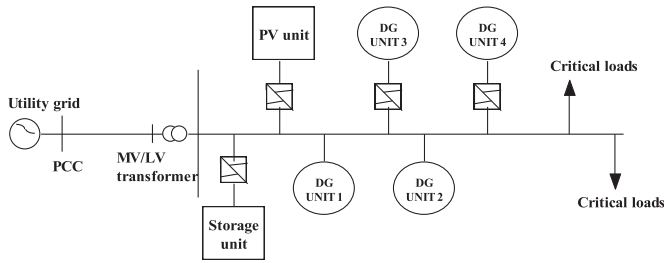 PV unit
DG
UNIT 3
DG
UNIT 4
Critical loads
Utility grid
PCC
MV/LV
transformer
DG
UNIT 1
DG
UNIT 2
Storage
unit
Critical loads